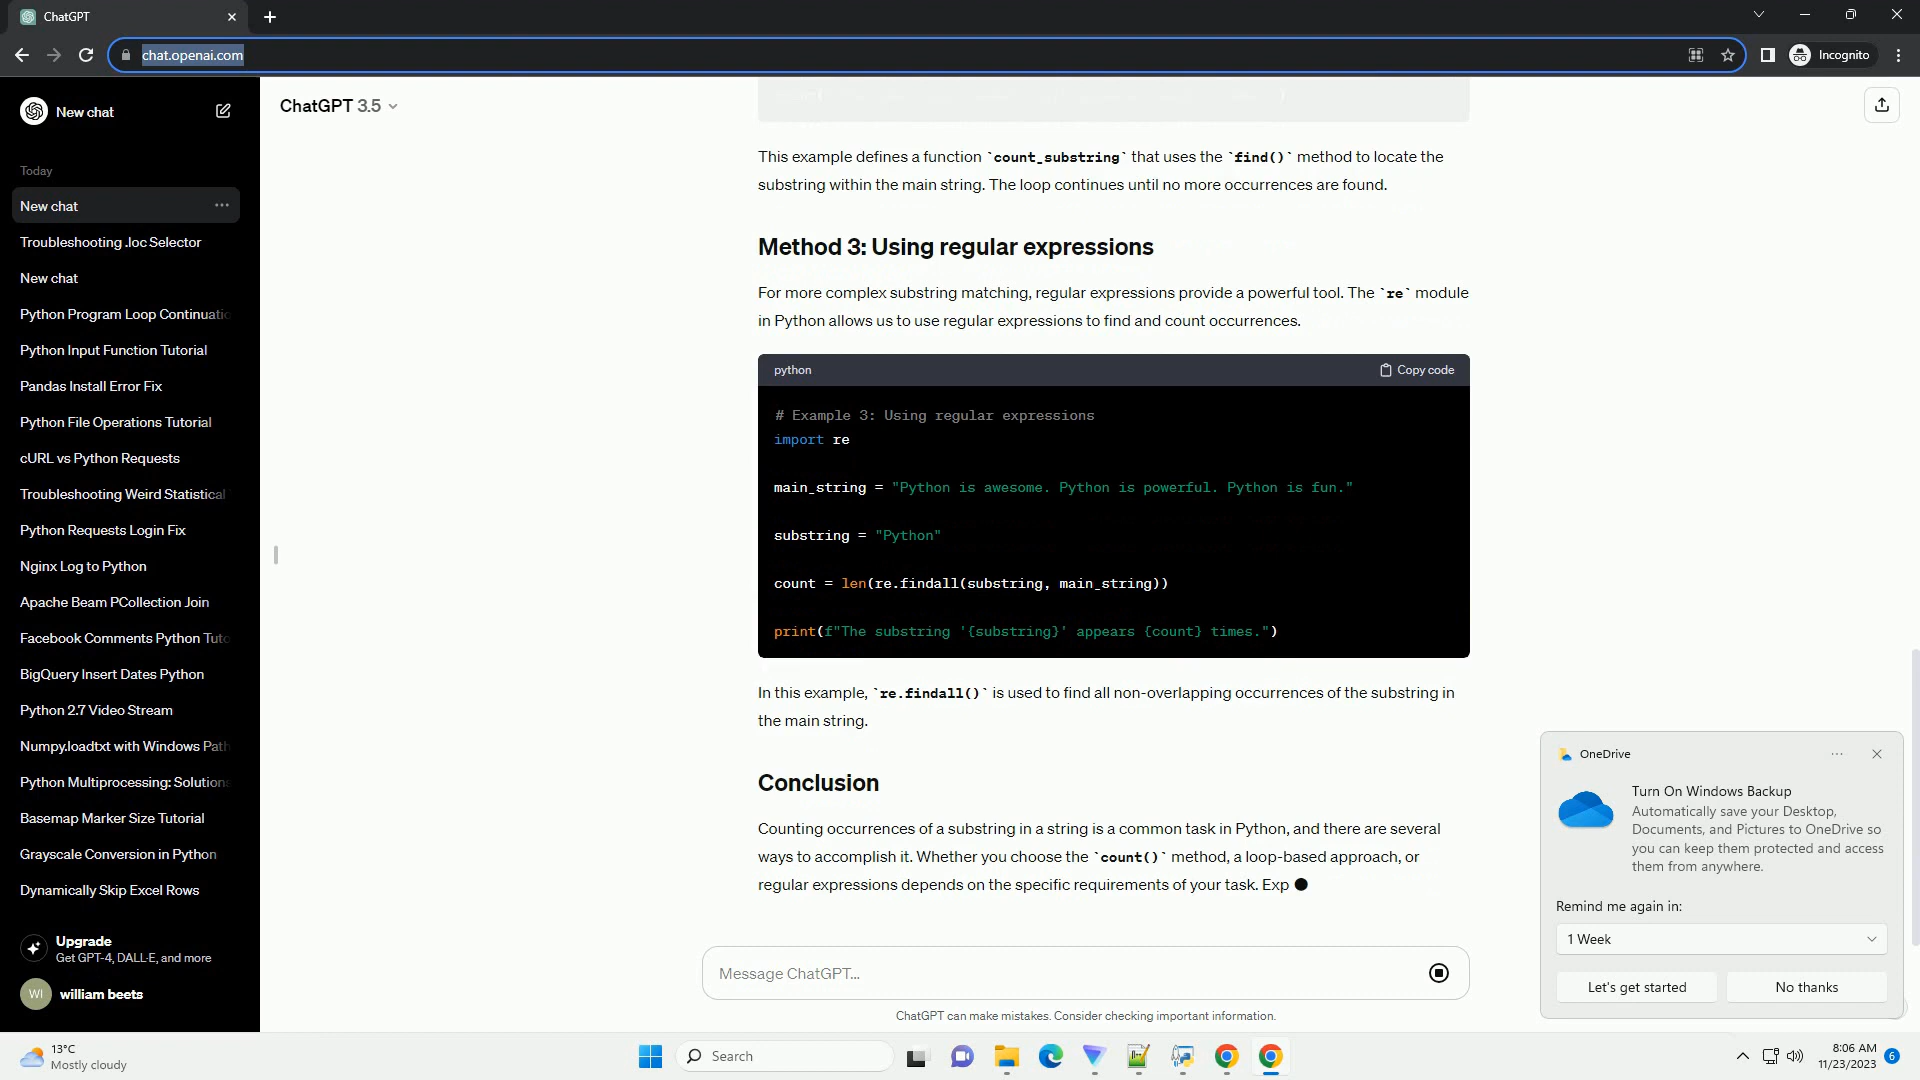 ChatGPT
chat.openai.com
Incognito
New chat
ChatGPT 3.5
Today
New chat
Troubleshooting .loc Selector
New chat
Python Program Loop Continuatio
Python Input Function Tutorial
Pandas Install Error Fix
Python File Operations Tutorial
cURL vs Python Requests
Troubleshooting Weird Statistical
Python Requests Login Fix
Nginx Log to Python
Apache Beam PCollection Join
Facebook Comments Python Tuto
BigQuery Insert Dates Python
Python 2.7 Video Stream
Numpy.loadtxt with Windows Path
Python Multiprocessing: Solutions
Basemap Marker Size Tutorial
Grayscale Conversion in Python
Dynamically Skip Excel Rows
Upgrade
Get GPT-4, DALL·E, and more
WI
william beets
This example defines a function `count_substring` that uses the `find()` method to locate the
substring within the main string. The loop continues until no more occurrences are found.
Method 3: Using regular expressions
For more complex substring matching, regular expressions provide a powerful tool. The `re` module
in Python allows us to use regular expressions to find and count occurrences.
python
Copy code
# Example 3: Using regular expressions
import re
main_string = "Python is awesome. Python is powerful. Python is fun."
substring = "Python"
count = len(re.findall(substring, main_string))
print(f"The substring '{substring}' appears {count} times.")
In this example, `re.findall()` is used to find all non-overlapping occurrences of the substring in
the main string.
Conclusion
Counting occurrences of a substring in a string is a common task in Python, and there are several
ways to accomplish it. Whether you choose the `count()` method, a loop-based approach, or
regular expressions depends on the specific requirements of your task. Exp
Message ChatGPT...
ChatGPT can make mistakes. Consider checking important information.
OneDrive
Turn On Windows Backup
Automatically save your Desktop,
Documents, and Pictures to OneDrive so
you can keep them protected and access
them from anywhere.
Remind me again in:
1 Week
Let's get started
No thanks
13°C
Mostly cloudy
Search
8:06 AM
11/23/2023
6